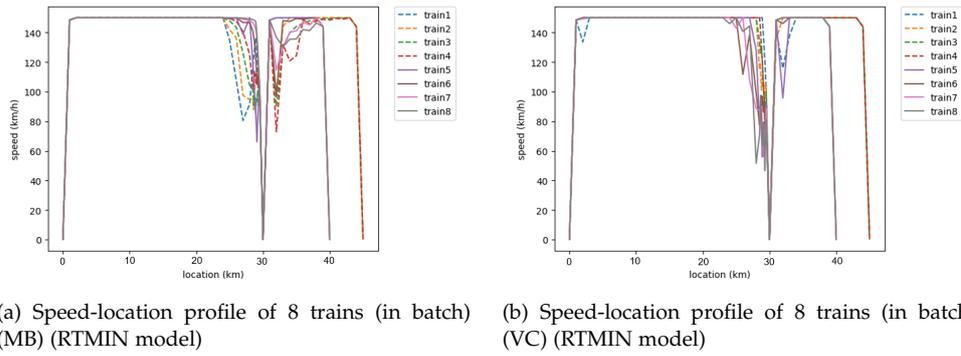 140
120
100
80
60
40
20
0
speed (km/h)
0 10 20 30 40
location (km)
train1
train2
train3
train4
train5
train6
train7
train8
140
120
100
80
60
40
20
0
speed (km/h)
0 10 20 30 40
location (km)
train1
train2
train3
train4
train5
train6
train7
train8
a) Speed-location profile of 8 trains (in batch)
(MB) (RTMIN model)
(b) Speed-location profile of 8 trains (in batch
(VC) (RTMIN model)